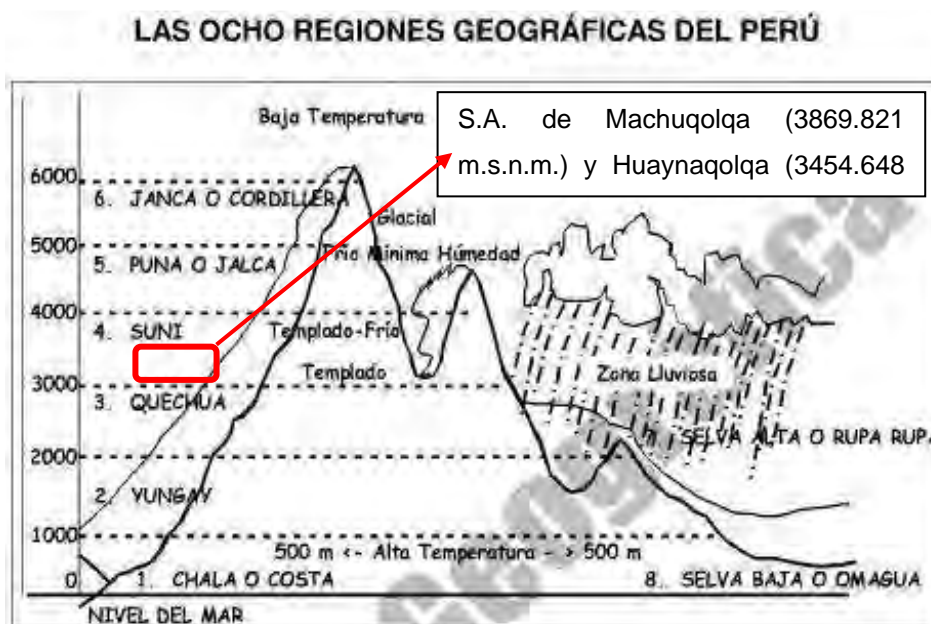 LAS OCHO REGIONES GEOGRÁFICAS DEL PERÚ
Baja Temperatura
S.A. de Machuqolqa (3869.821
m.s.n.m.) y Huaynaqolqa (3454.648
6000
6. JANCA O CORDILLERA
Glacial
5000
Fría Mínima Húmedad
5. PUNA O JALCA
4000
4. SUNI
Templado-Frío
Templado
Zona Lluviosa
3000
3. QUECHUA
7. SELVA ALTA O RUPA RUPA
2000
2. YUNGAY
1000
500 m <- Alta Temperatura - > 500 m
0
1. CHALA O COSTA
8. SELVA BAJA O OMAGUA
NIVEL DEL MAR